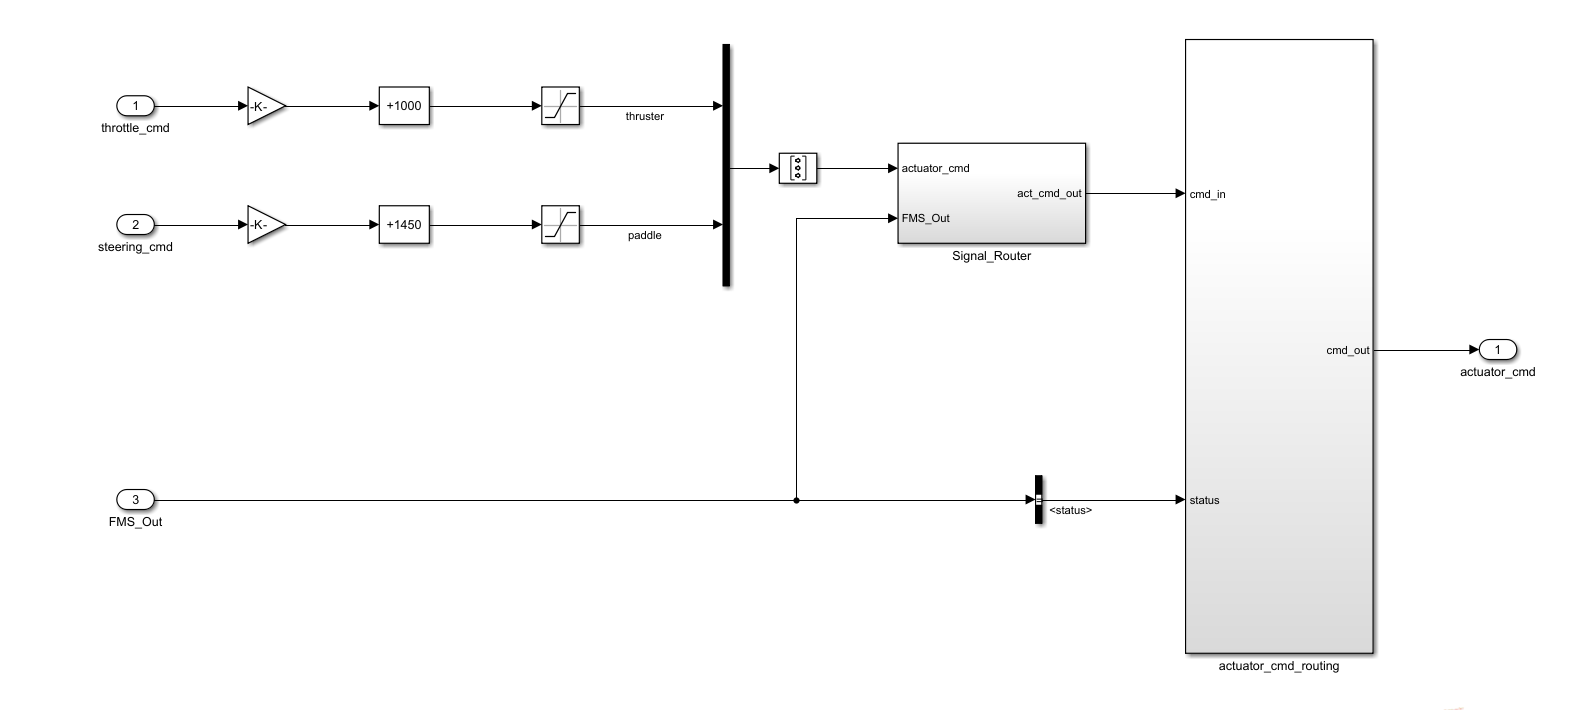 1
-K-
+1000
throttle_cmd
thruster
2
-K-
+1450
steering_cmd
paddle
actuator_cmd
act_cmd_out
FMS_Out
Signal_Router
cmd_in
cmd_out
1
actuator_cmd
3
FMS_Out
<status>
status
actuator_cmd_routing